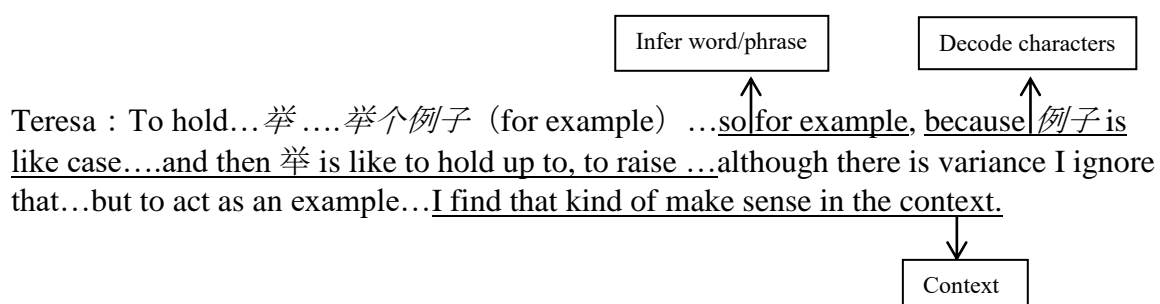 Infer word/phrase
Decode characters
Teresa : To hold…举 ….举个例子（for example）…so for example, because 例子 is
like case….and then 举 is like to hold up to, to raise …although there is variance I ignore
that…but to act as an example…I find that kind of make sense in the context.
Context